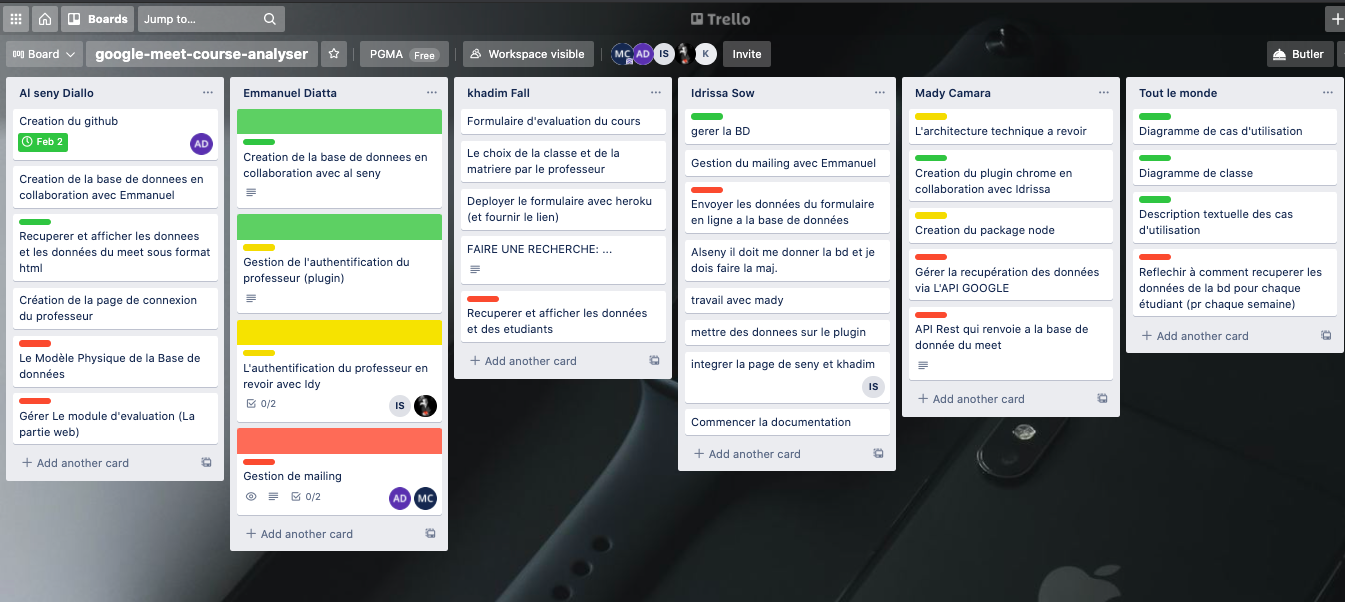 Boards
Jump to...
Trello
Board
google-meet-course-analyser
PGMA Free
Workspace visible
MC AD IS K
Invite
Butler
Al seny Diallo
Creation du github
Feb 2
AD
Creation de la base de donnees en
collaboration avec Emmanuel
Recuperer et afficher les donnees
et les données du meet sous format
html
Création de la page de connexion
du professeur
Le Modèle Physique de la Base de
données
Gérer Le module d'evaluation (La
partie web)
+ Add another card
Emmanuel Diatta
Creation de la base de donnees en
collaboration avec al seny
Gestion de l'authentification du
professeur (plugin)
L'authentification du professeur en
revoir avec Idy
0/2
IS
Gestion de mailing
0/2
AD MC
+ Add another card
khadim Fall
Formulaire d'evaluation du cours
Le choix de la classe et de la
matriere par le professeur
Deployer le formulaire avec heroku
(et fournir le lien)
FAIRE UNE RECHERCHE: ...
Recuperer et afficher les données
et des etudiants
+ Add another card
Idrissa Sow
gerer la BD
Gestion du mailing avec Emmanuel
Envoyer les données du formulaire
en ligne a la base de données
Alseny il doit me donner la bd et je
dois faire la maj.
travail avec mady
mettre des donnees sur le plugin
integrer la page de seny et khadim
IS
Commencer la documentation
+ Add another card
Mady Camara
L'architecture technique a revoir
Creation du plugin chrome en
collaboration avec Idrissa
Creation du package node
Gérer la recupération des données
via L'API GOOGLE
API Rest qui renvoie a la base de
donnée du meet
+ Add another card
Tout le monde
Diagramme de cas d'utilisation
Diagramme de classe
Description textuelle des cas
d'utilisation
Reflechir à comment recuperer les
données de la bd pour chaque
étudiant (pr chaque semaine)
+ Add another card